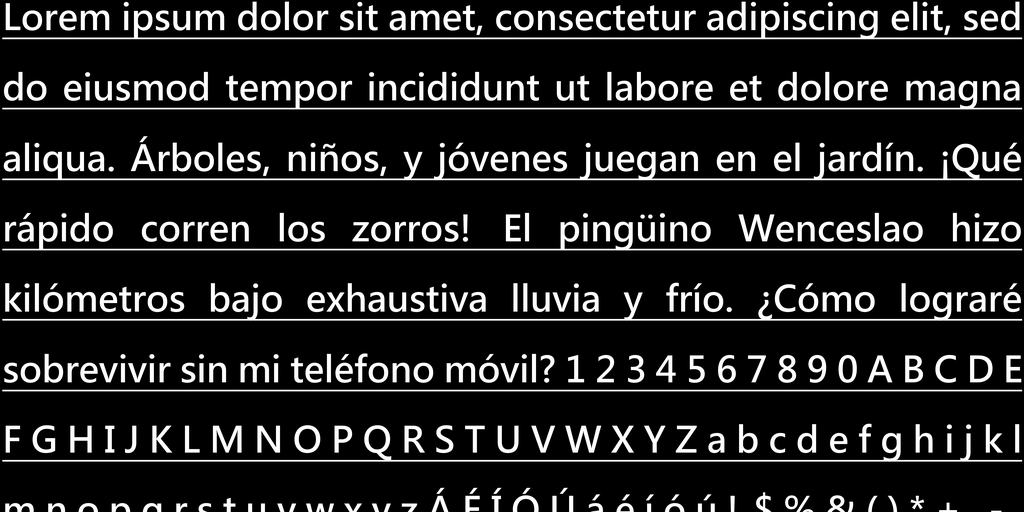 Lorem ipsum dolor sit amet, consectetur adipiscing elit, sed
do eiusmod tempor incididunt ut labore et dolore magna
aliqua. Árboles, niños, y jóvenes juegan en el jardín. ¡Qué
rápido corren los zorros! El pingüino Wenceslao hizo
kilómetros bajo exhaustiva lluvia y frío. ¿Cómo lograré
sobrevivir sin mi teléfono móvil? 1 2 3 4 5 6 7 8 9 0 A B C D E
F G H I J K L M N O P Q R S T U V W X Y Z a b c d e f g h i j k l
m n o p q r s t u v w x y z Á É Í Ó Ú á é í ó ú ! $ % & ( ) * +